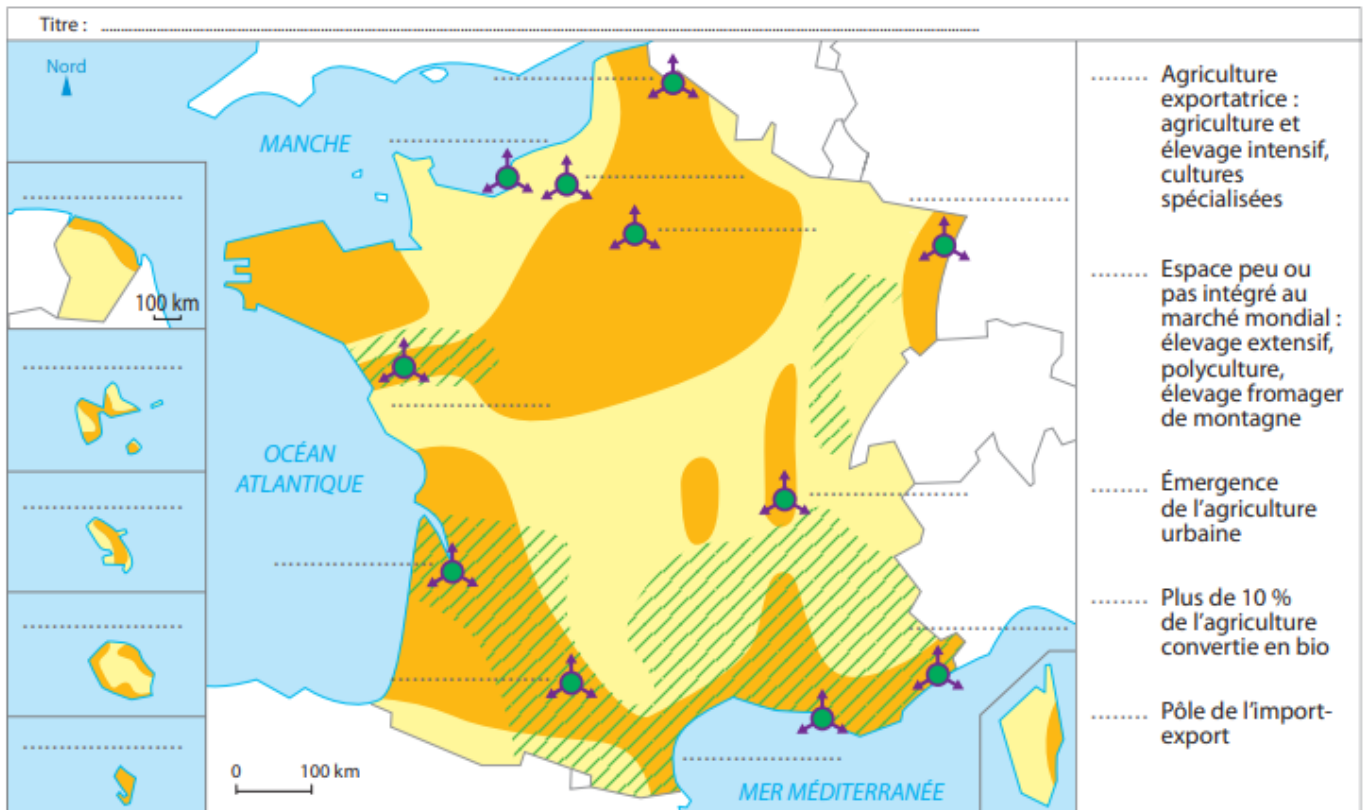 Titre : ........................................................................
Nord
MANCHE
100 km
OCÉAN
ATLANTIQUE
0 100 km
MER MÉDITERRANÉE
........ Agriculture
exportatrice :
agriculture et
élevage intensif,
cultures
spécialisées
........ Espace peu ou
pas intégré au
marché mondial :
élevage extensif,
polyculture,
élevage fromager
de montagne
........ Émergence
de l’agriculture
urbaine
........ Plus de 10 %
de l’agriculture
convertie en bio
........ Pôle de l’import-
export